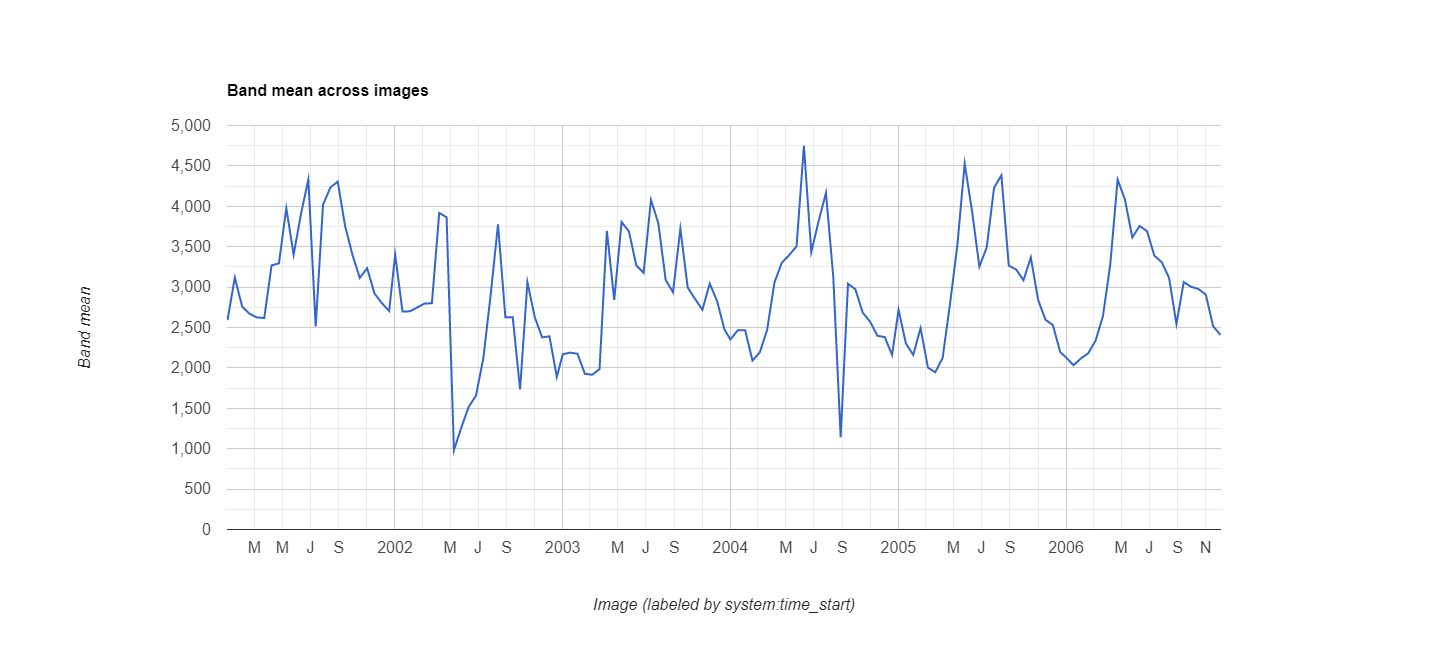 Band mean across images
5,000
4,500
4,000
3,500
3,000
2,500
2,000
1,500
1,000
500
0
Band mean
M M J S 2002 M J S 2003 M J S 2004 M J S 2005 M J S 2006 M J S N
Image (labeled by system:time_start)